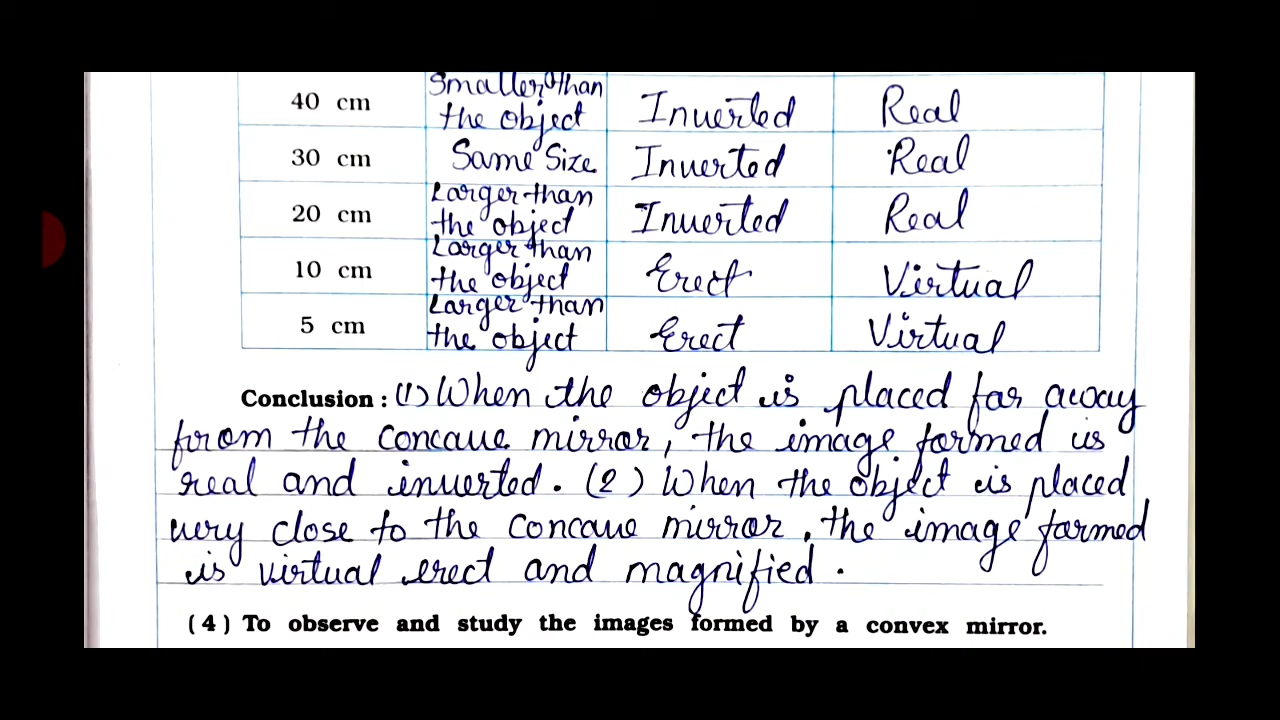 Smaller than
40 cm the object Inverted Real
30 cm Same Size Inverted Real
Larger than
20 cm the object Inverted Real
Larger than
10 cm the object Erect Virtual
Larger than
5 cm the object Erect Virtual
Conclusion : (1) When the object is placed far away
from the concave mirror, the image formed is
real and inverted. (2) When the object is placed
very close to the concave mirror, the image formed
is virtual erect and magnified.
(4) To observe and study the images formed by a convex mirror.